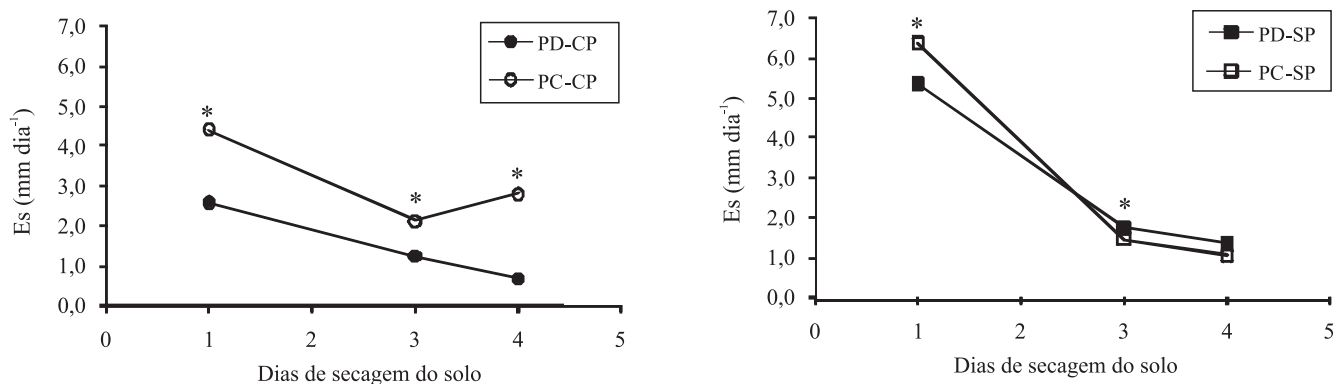 7,0
6,0
5,0
4,0
3,0
2,0
1,0
0,0
Es (mm dia⁻¹)
PD-CP
PC-CP
*
*
*
0 1 2 3 4 5
Dias de secagem do solo
7,0
6,0
5,0
4,0
3,0
2,0
1,0
0,0
Es (mm dia⁻¹)
PD-SP
PC-SP
*
*
0 1 2 3 4 5
Dias de secagem do solo